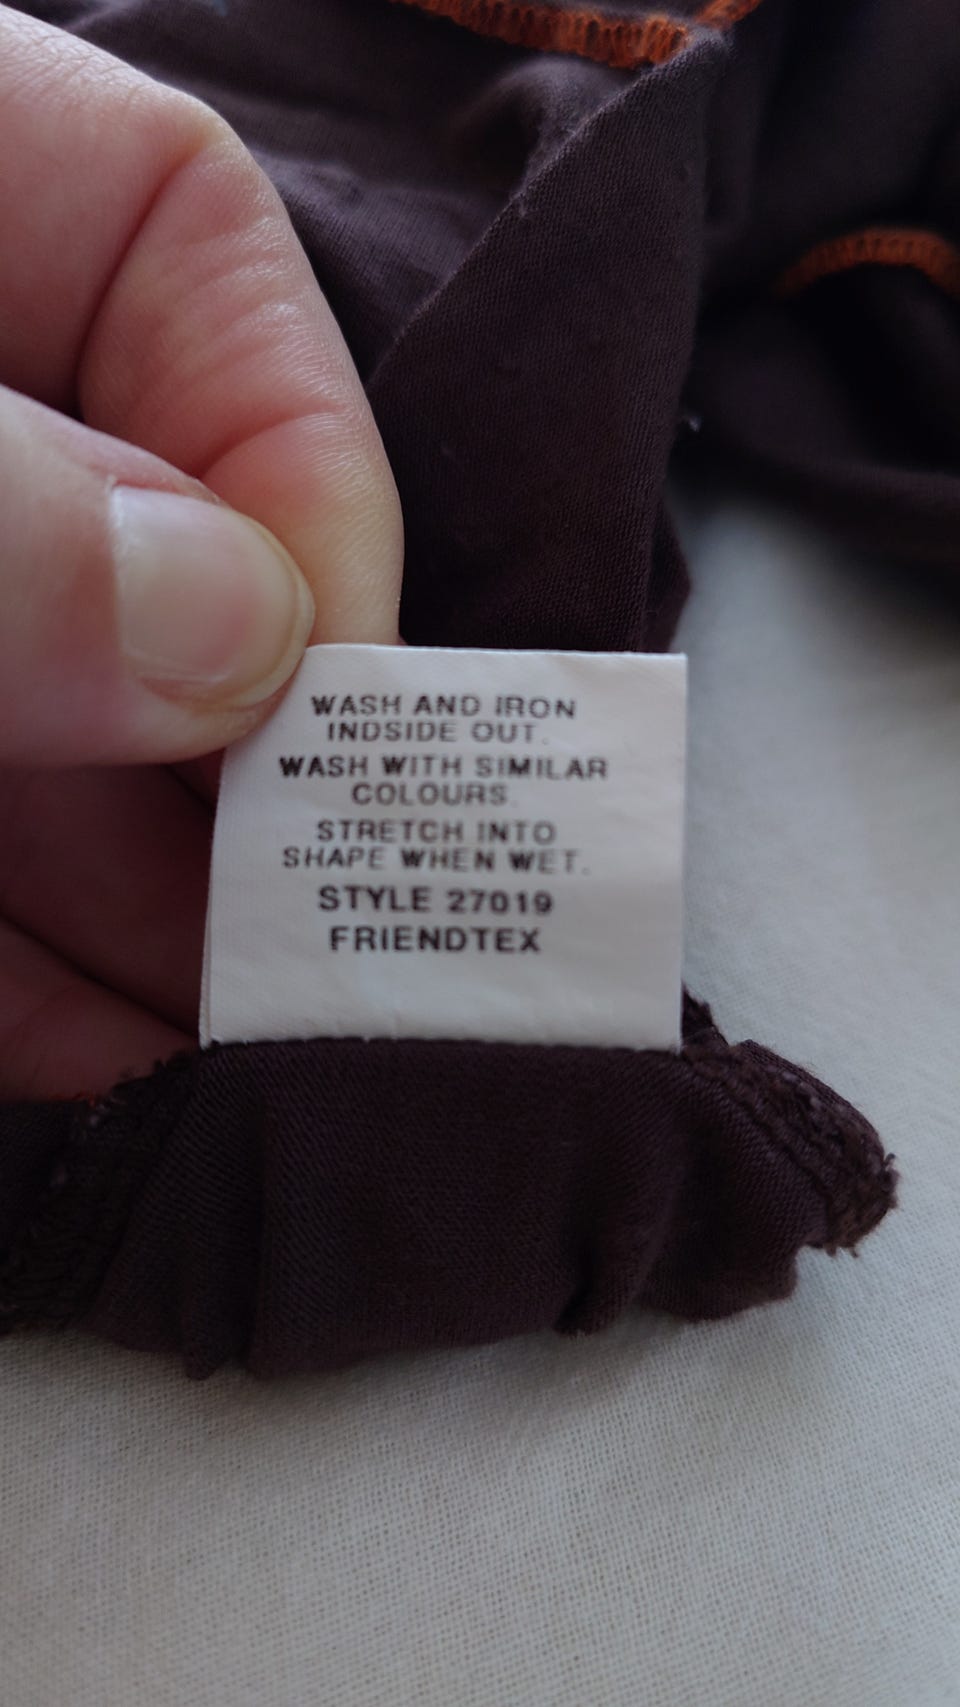 WASH AND IRON
INDSIDE OUT.
WASH WITH SIMILAR
COLOURS.
STRETCH INTO
SHAPE WHEN WET.
STYLE 27019
FRIENDTEX